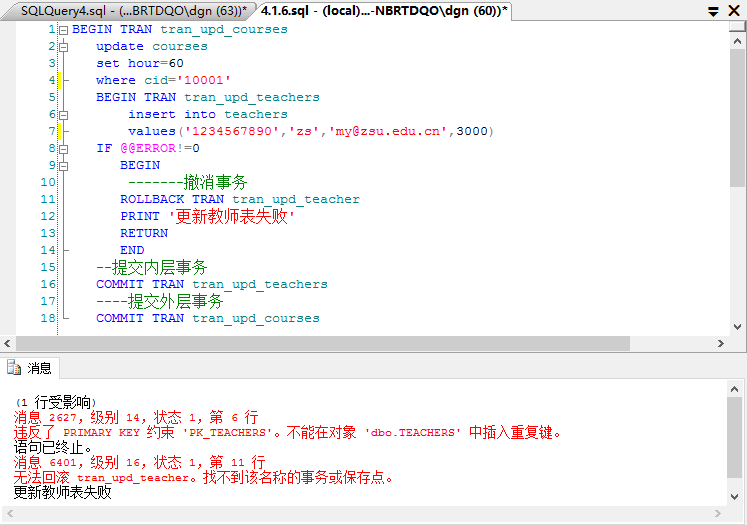 SQLQuery4.sql - (...BRTDQO\dgn (63))* 4.1.6.sql - (local)...-NBRTDQO\dgn (60))*
1 BEGIN TRAN tran_upd_courses
2 update courses
3 set hour=60
4 where cid='10001'
5 BEGIN TRAN tran_upd_teachers
6 insert into teachers
7 values('1234567890','zs','my@zsu.edu.cn',3000)
8 IF @@ERROR!=0
9 BEGIN
10 -------撤消事务
11 ROLLBACK TRAN tran_upd_teacher
12 PRINT '更新教师表失败'
13 RETURN
14 END
15 --提交内层事务
16 COMMIT TRAN tran_upd_teachers
17 ----提交外层事务
18 COMMIT TRAN tran_upd_courses
消息
(1 行受影响)
消息 2627，级别 14，状态 1，第 6 行
违反了 PRIMARY KEY 约束 'PK_TEACHERS'。不能在对象 'dbo.TEACHERS' 中插入重复键。
语句已终止。
消息 6401，级别 16，状态 1，第 11 行
无法回滚 tran_upd_teacher。找不到该名称的事务或保存点。
更新教师表失败